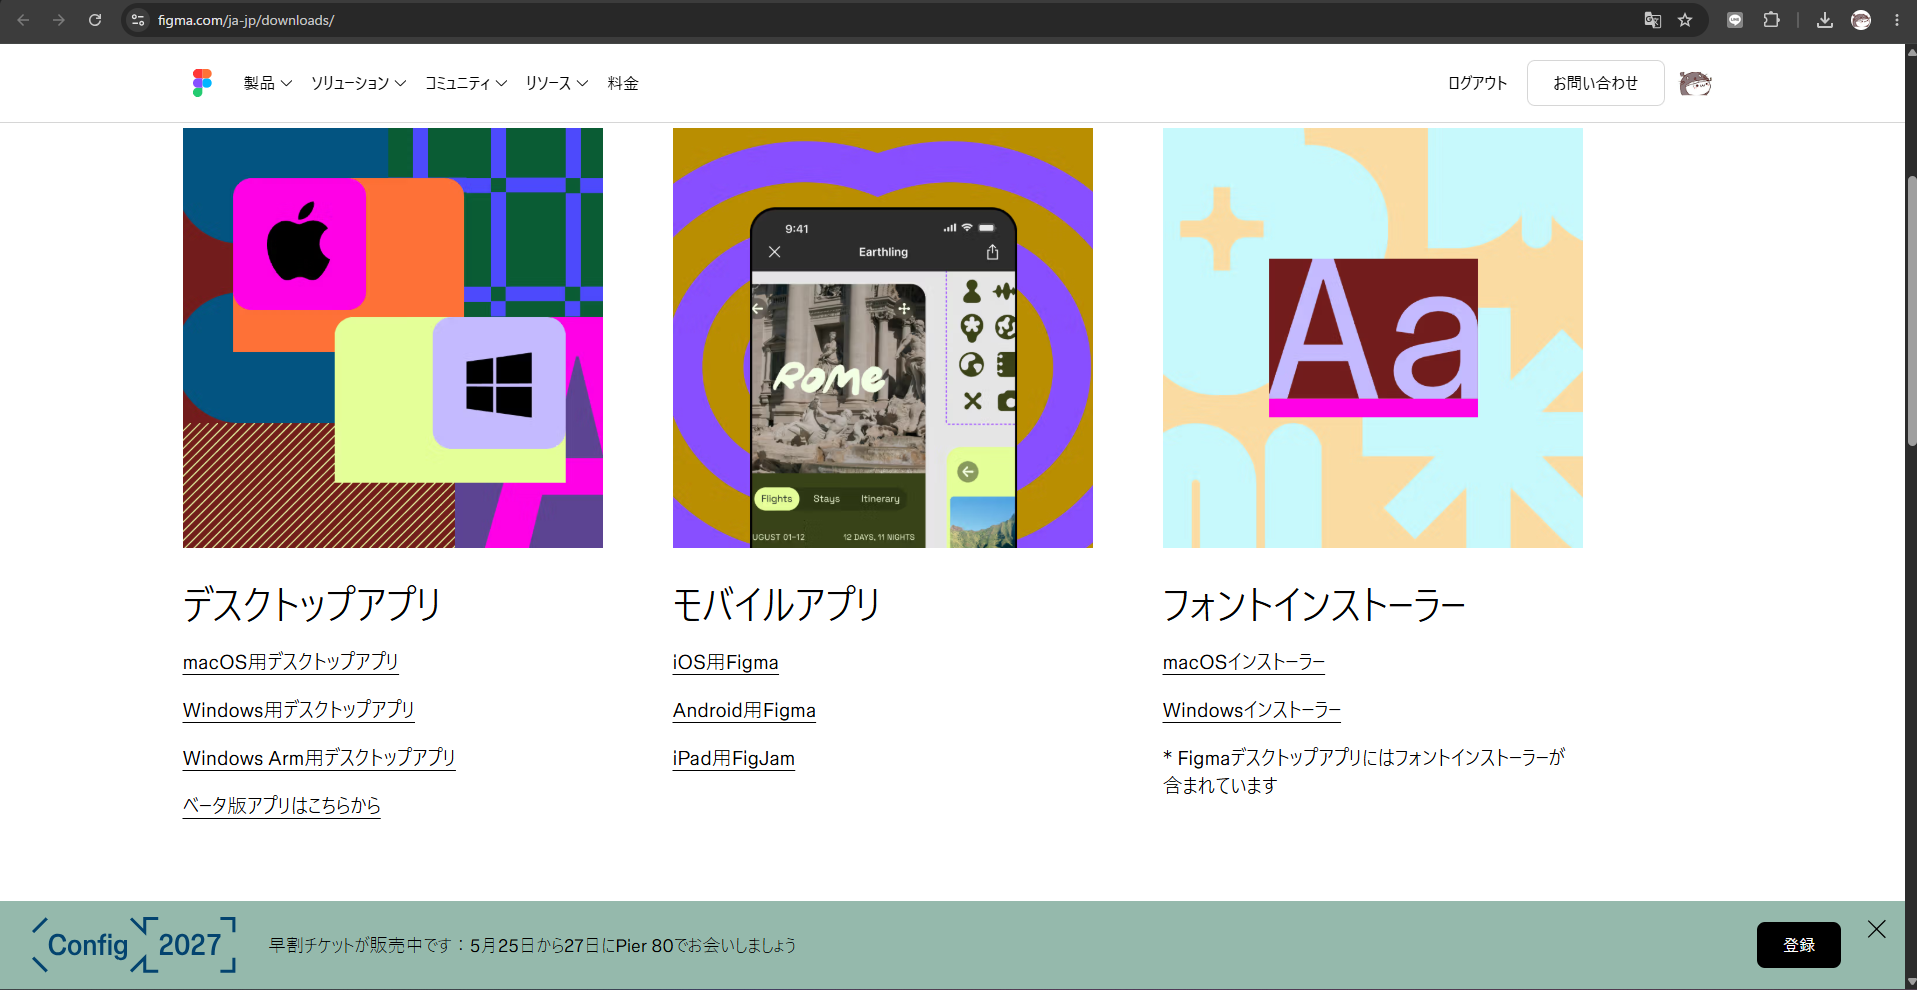 figma.com/ja-jp/downloads/
製品 ソリューション コミュニティ リソース 料金
ログアウト お問い合わせ
9:41
Earthling
ROME
Flights Stays Itinerary
UGUST 01–12 12 DAYS, 11 NIGHTS
Aa
デスクトップアプリ
macOS用デスクトップアプリ
Windows用デスクトップアプリ
Windows Arm用デスクトップアプリ
ベータ版アプリはこちらから
モバイルアプリ
iOS用Figma
Android用Figma
iPad用FigJam
フォントインストーラー
macOSインストーラー
Windowsインストーラー
* Figmaデスクトップアプリにはフォントインストーラーが
含まれています
Config 2027
早割チケットが販売中です：5月25日から27日にPier 80でお会いしましょう
登録